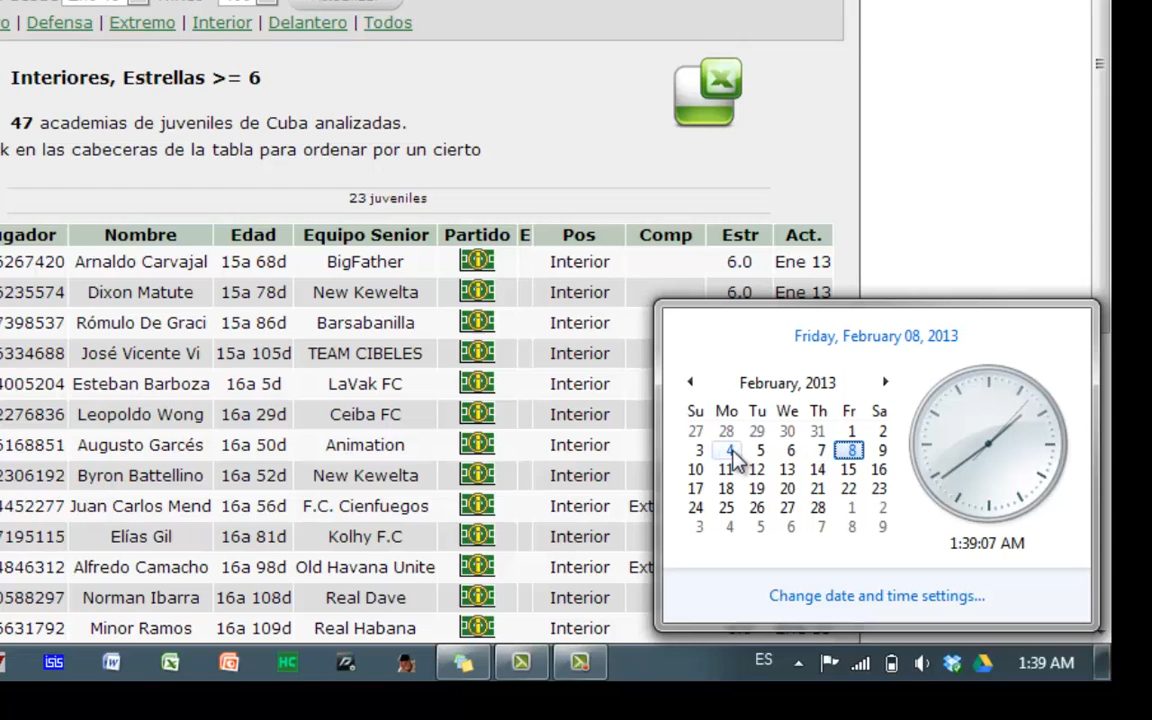 o | Defensa | Extremo | Interior | Delantero | Todos
Interiores, Estrellas >= 6
47 academias de juveniles de Cuba analizadas.
k en las cabeceras de la tabla para ordenar por un cierto
23 juveniles
ugador Nombre Edad Equipo Senior Partido E Pos Comp Estr Act.
5267420 Arnaldo Carvajal 15a 68d BigFather Interior 6.0 Ene 13
5235574 Dixon Matute 15a 78d New Kewelta Interior 6.0 Ene 13
7398537 Rómulo De Graci 15a 86d Barsabanilla Interior
5334688 José Vicente Vi 15a 105d TEAM CIBELES Interior
4005204 Esteban Barboza 16a 5d LaVak FC Interior
2276836 Leopoldo Wong 16a 29d Ceiba FC Interior
5168851 Augusto Garcés 16a 50d Animation Interior
2306192 Byron Battellino 16a 52d New Kewelta Interior
4452277 Juan Carlos Mend 16a 56d F.C. Cienfuegos Interior Ext
7195115 Elías Gil 16a 81d Kolhy F.C Interior
4846312 Alfredo Camacho 16a 98d Old Havana Unite Interior Ext
0588297 Norman Ibarra 16a 108d Real Dave Interior
5631792 Minor Ramos 16a 109d Real Habana Interior
Friday, February 08, 2013
February, 2013
Su Mo Tu We Th Fr Sa
27 28 29 30 31 1 2
3 4 5 6 7 8 9
10 11 12 13 14 15 16
17 18 19 20 21 22 23
24 25 26 27 28 1 2
3 4 5 6 7 8 9
1:39:07 AM
Change date and time settings...
isis HC ES 1:39 AM